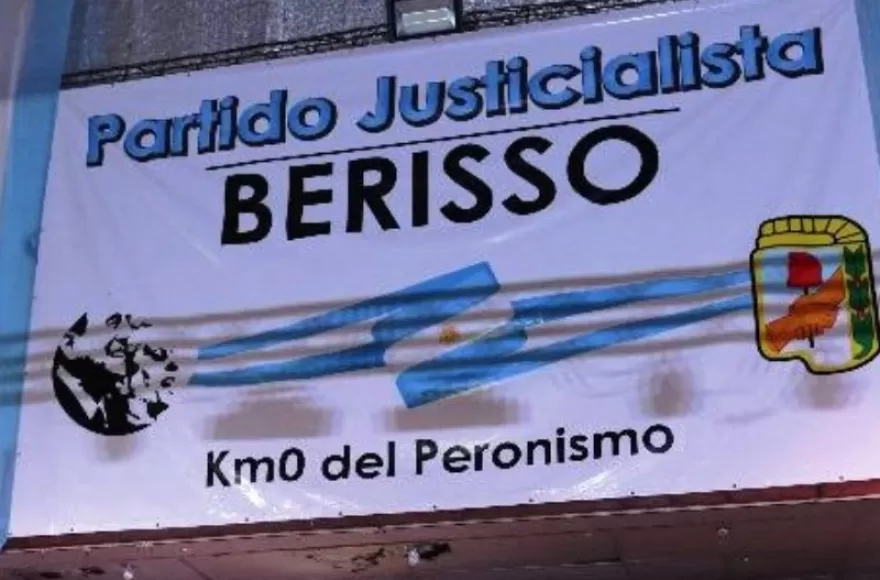 Partido Justicialista
BERISSO
Km0 del Peronismo